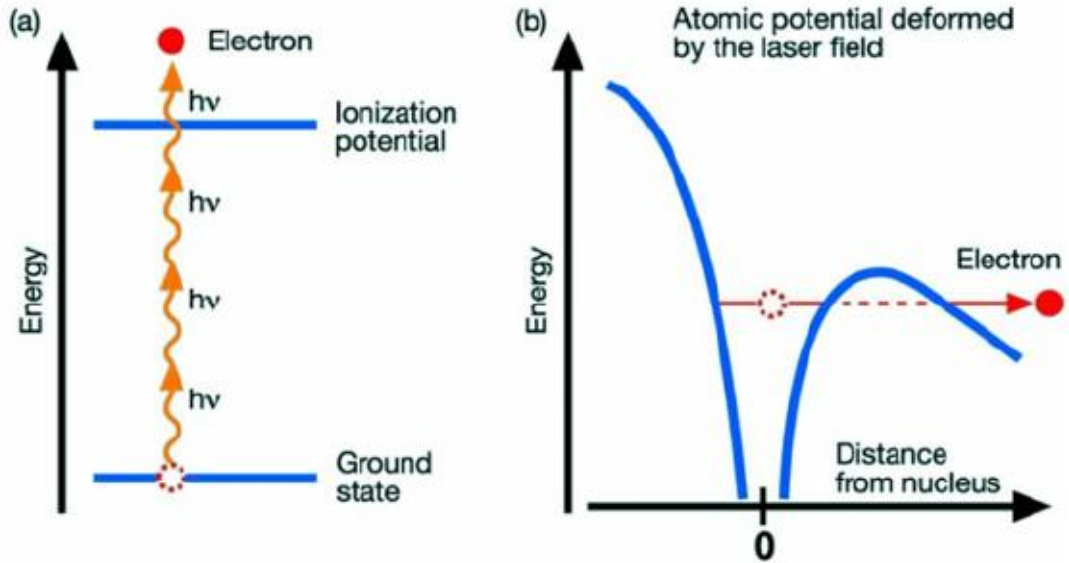 (a)
Electron
hν
Ionization
potential
hν
hν
hν
Ground
state
Energy
(b)
Atomic potential deformed
by the laser field
Electron
Energy
Distance
from nucleus
0